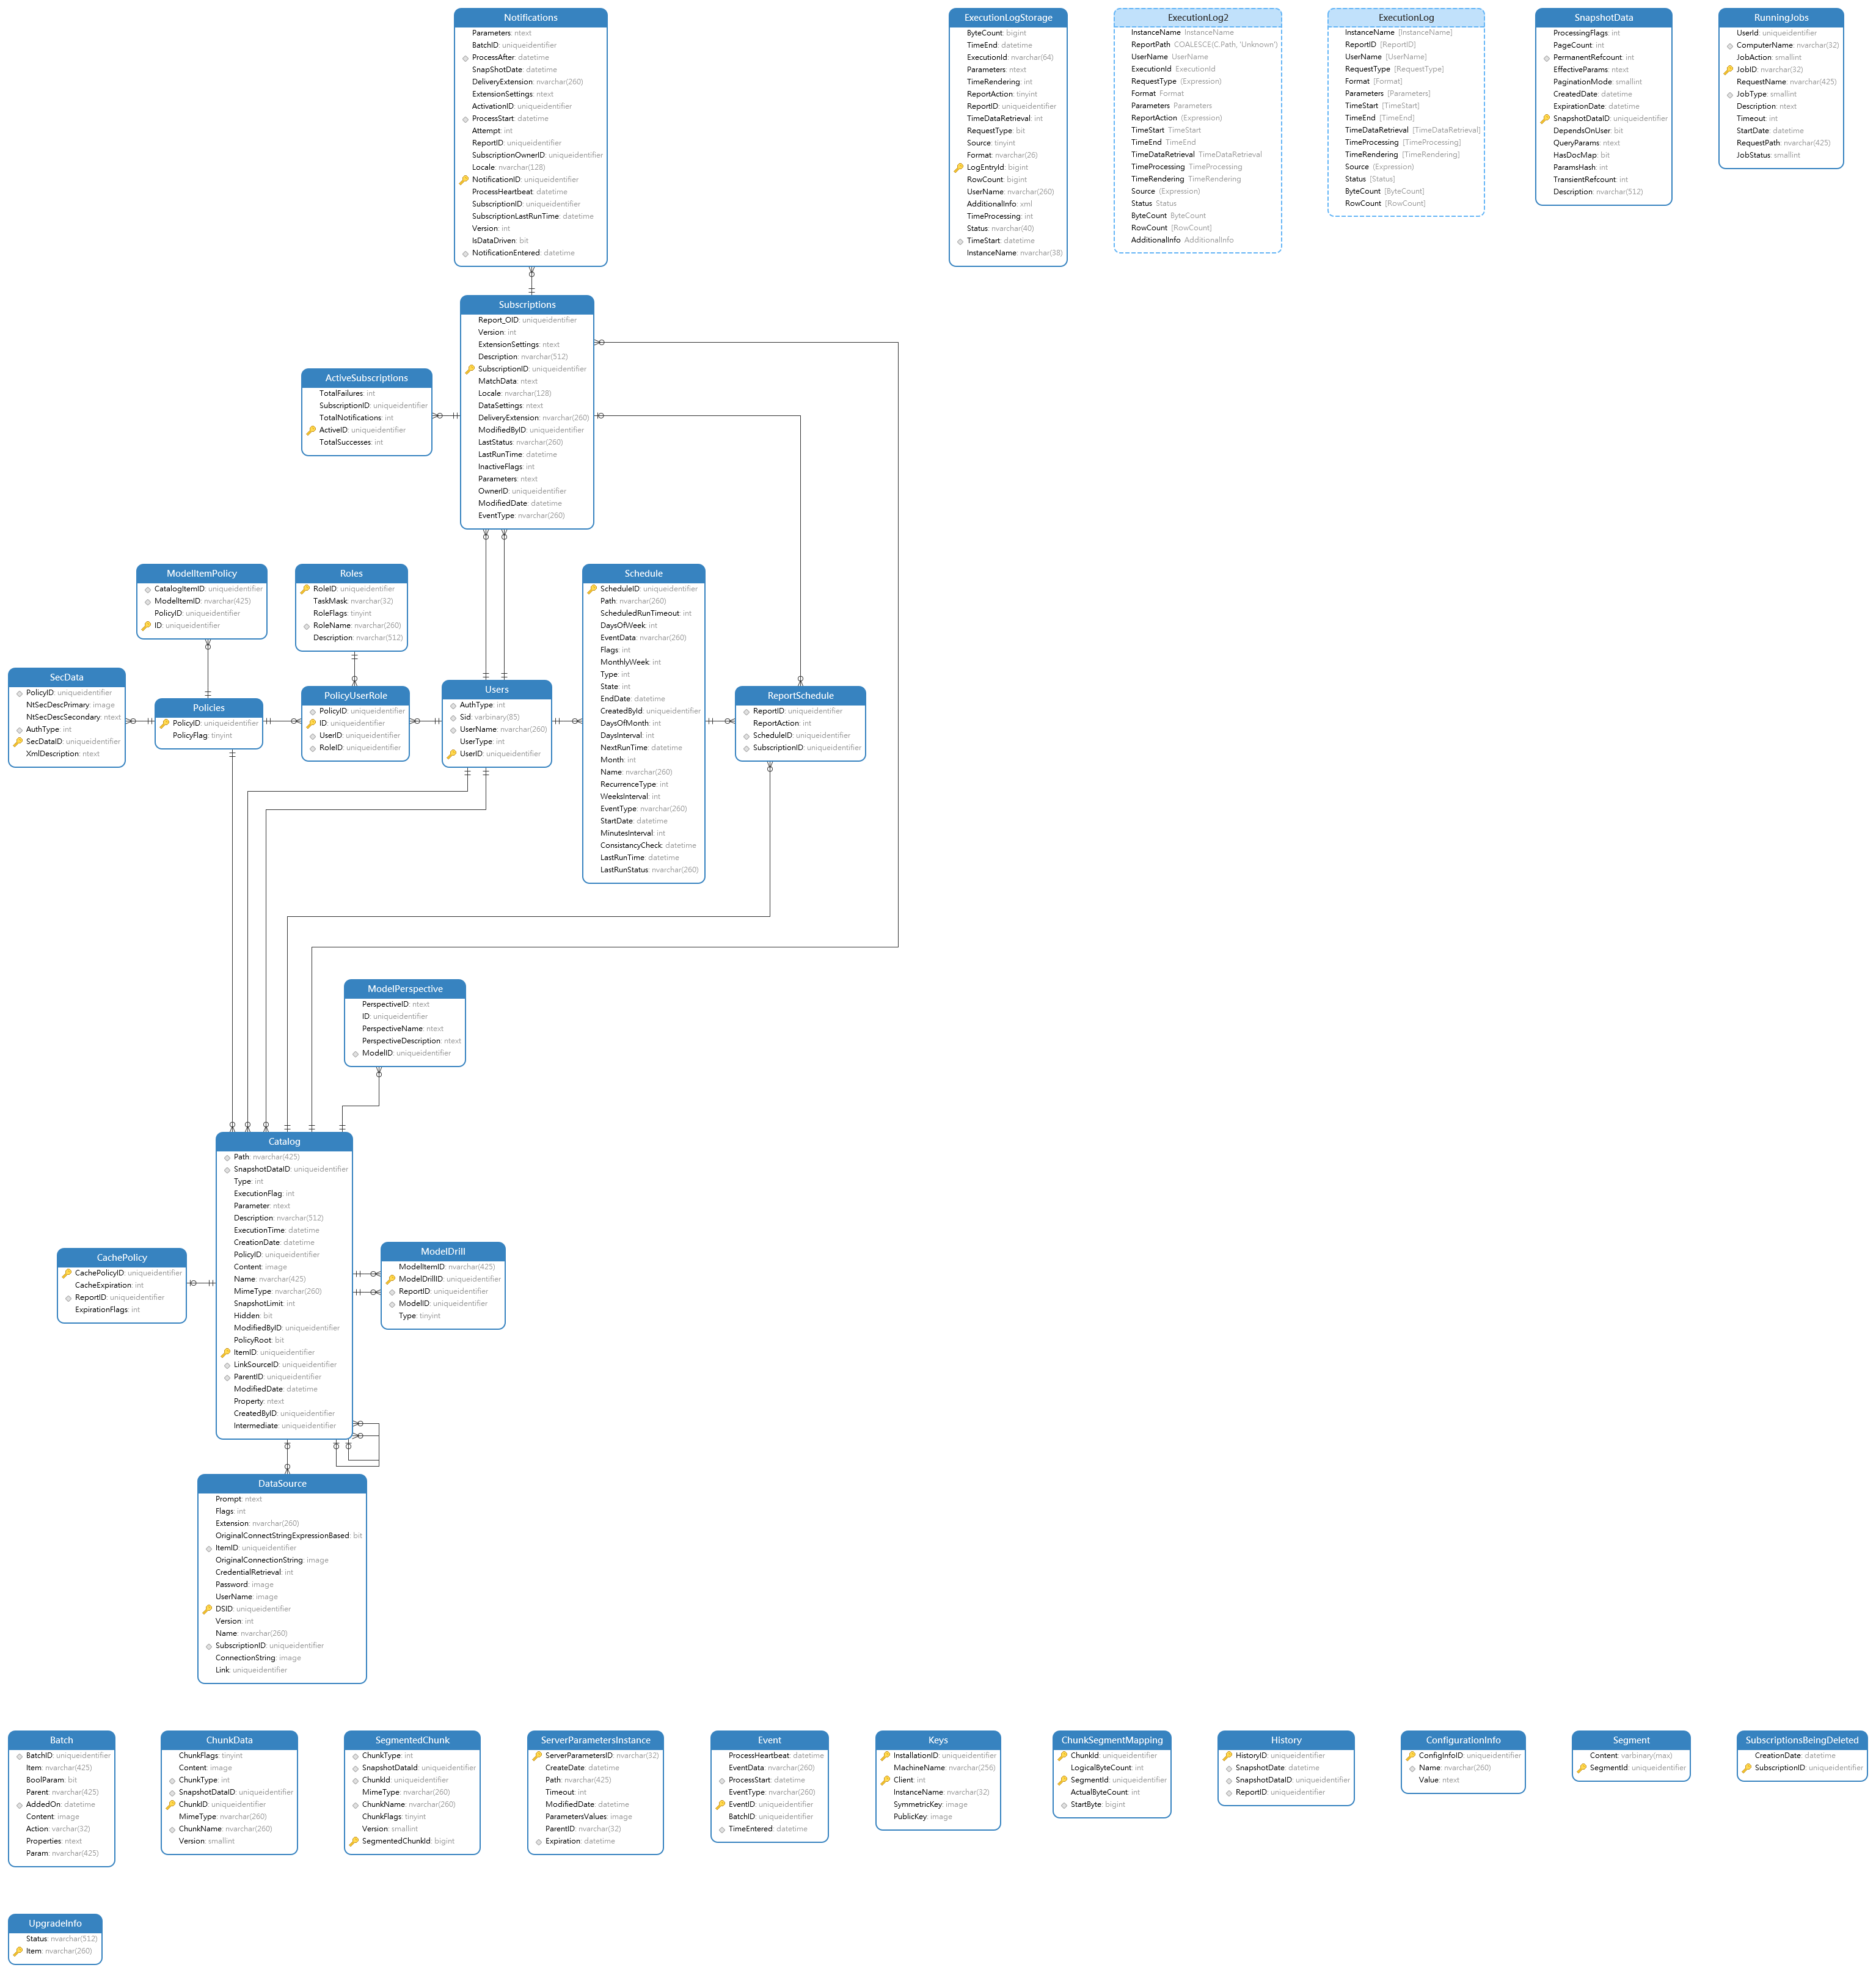 Notifications
Parameters: ntext
BatchID: uniqueidentifier
ProcessAfter: datetime
SnapShotDate: datetime
DeliveryExtension: nvarchar(260)
ExtensionSettings: ntext
ActivationID: uniqueidentifier
ProcessStart: datetime
Attempt: int
ReportID: uniqueidentifier
SubscriptionOwnerID: uniqueidentifier
Locale: nvarchar(128)
NotificationID: uniqueidentifier
ProcessHeartbeat: datetime
SubscriptionID: uniqueidentifier
SubscriptionLastRunTime: datetime
Version: int
IsDataDriven: bit
NotificationEntered: datetime
ExecutionLogStorage
ByteCount: bigint
TimeEnd: datetime
ExecutionId: nvarchar(64)
Parameters: ntext
TimeRendering: int
ReportAction: tinyint
ReportID: uniqueidentifier
TimeDataRetrieval: int
RequestType: bit
Source: tinyint
Format: nvarchar(26)
LogEntryId: bigint
RowCount: bigint
UserName: nvarchar(260)
AdditionalInfo: xml
TimeProcessing: int
Status: nvarchar(40)
TimeStart: datetime
InstanceName: nvarchar(38)
ExecutionLog2
InstanceName InstanceName
ReportPath COALESCE(C.Path, 'Unknown')
UserName UserName
ExecutionId ExecutionId
RequestType (Expression)
Format Format
Parameters Parameters
ReportAction (Expression)
TimeStart TimeStart
TimeEnd TimeEnd
TimeDataRetrieval TimeDataRetrieval
TimeProcessing TimeProcessing
TimeRendering TimeRendering
Source (Expression)
Status Status
ByteCount ByteCount
RowCount [RowCount]
AdditionalInfo AdditionalInfo
ExecutionLog
InstanceName [InstanceName]
ReportID [ReportID]
UserName [UserName]
RequestType [RequestType]
Format [Format]
Parameters [Parameters]
TimeStart [TimeStart]
TimeEnd [TimeEnd]
TimeDataRetrieval [TimeDataRetrieval]
TimeProcessing [TimeProcessing]
TimeRendering [TimeRendering]
Source (Expression)
Status [Status]
ByteCount [ByteCount]
RowCount [RowCount]
SnapshotData
ProcessingFlags: int
PageCount: int
PermanentRefcount: int
EffectiveParams: ntext
PaginationMode: smallint
CreatedDate: datetime
ExpirationDate: datetime
SnapshotDataID: uniqueidentifier
DependsOnUser: bit
QueryParams: ntext
HasDocMap: bit
ParamsHash: int
TransientRefcount: int
Description: nvarchar(512)
RunningJobs
UserId: uniqueidentifier
ComputerName: nvarchar(32)
JobAction: smallint
JobID: nvarchar(32)
RequestName: nvarchar(425)
JobType: smallint
Description: ntext
Timeout: int
StartDate: datetime
RequestPath: nvarchar(425)
JobStatus: smallint
Subscriptions
Report_OID: uniqueidentifier
Version: int
ExtensionSettings: ntext
Description: nvarchar(512)
SubscriptionID: uniqueidentifier
MatchData: ntext
Locale: nvarchar(128)
DataSettings: ntext
DeliveryExtension: nvarchar(260)
ModifiedByID: uniqueidentifier
LastStatus: nvarchar(260)
LastRunTime: datetime
InactiveFlags: int
Parameters: ntext
OwnerID: uniqueidentifier
ModifiedDate: datetime
EventType: nvarchar(260)
ActiveSubscriptions
TotalFailures: int
SubscriptionID: uniqueidentifier
TotalNotifications: int
ActiveID: uniqueidentifier
TotalSuccesses: int
ModelItemPolicy
CatalogItemID: uniqueidentifier
ModelItemID: nvarchar(425)
PolicyID: uniqueidentifier
ID: uniqueidentifier
Roles
RoleID: uniqueidentifier
TaskMask: nvarchar(32)
RoleFlags: tinyint
RoleName: nvarchar(260)
Description: nvarchar(512)
Schedule
ScheduleID: uniqueidentifier
Path: nvarchar(260)
ScheduledRunTimeout: int
DaysOfWeek: int
EventData: nvarchar(260)
Flags: int
MonthlyWeek: int
Type: int
State: int
EndDate: datetime
CreatedById: uniqueidentifier
DaysOfMonth: int
DaysInterval: int
NextRunTime: datetime
Month: int
Name: nvarchar(260)
RecurrenceType: int
WeeksInterval: int
EventType: nvarchar(260)
StartDate: datetime
MinutesInterval: int
ConsistancyCheck: datetime
LastRunTime: datetime
LastRunStatus: nvarchar(260)
SecData
PolicyID: uniqueidentifier
NtSecDescPrimary: image
NtSecDescSecondary: ntext
AuthType: int
SecDataID: uniqueidentifier
XmlDescription: ntext
Policies
PolicyID: uniqueidentifier
PolicyFlag: tinyint
PolicyUserRole
PolicyID: uniqueidentifier
ID: uniqueidentifier
UserID: uniqueidentifier
RoleID: uniqueidentifier
Users
AuthType: int
Sid: varbinary(85)
UserName: nvarchar(260)
UserType: int
UserID: uniqueidentifier
ReportSchedule
ReportID: uniqueidentifier
ReportAction: int
ScheduleID: uniqueidentifier
SubscriptionID: uniqueidentifier
ModelPerspective
PerspectiveID: ntext
ID: uniqueidentifier
PerspectiveName: ntext
PerspectiveDescription: ntext
ModelID: uniqueidentifier
Catalog
Path: nvarchar(425)
SnapshotDataID: uniqueidentifier
Type: int
ExecutionFlag: int
Parameter: ntext
Description: nvarchar(512)
ExecutionTime: datetime
CreationDate: datetime
PolicyID: uniqueidentifier
Content: image
Name: nvarchar(425)
MimeType: nvarchar(260)
SnapshotLimit: int
Hidden: bit
ModifiedByID: uniqueidentifier
PolicyRoot: bit
ItemID: uniqueidentifier
LinkSourceID: uniqueidentifier
ParentID: uniqueidentifier
ModifiedDate: datetime
Property: ntext
CreatedByID: uniqueidentifier
Intermediate: uniqueidentifier
CachePolicy
CachePolicyID: uniqueidentifier
CacheExpiration: int
ReportID: uniqueidentifier
ExpirationFlags: int
ModelDrill
ModelItemID: nvarchar(425)
ModelDrillID: uniqueidentifier
ReportID: uniqueidentifier
ModelID: uniqueidentifier
Type: tinyint
DataSource
Prompt: ntext
Flags: int
Extension: nvarchar(260)
OriginalConnectStringExpressionBased: bit
ItemID: uniqueidentifier
OriginalConnectionString: image
CredentialRetrieval: int
Password: image
UserName: image
DSID: uniqueidentifier
Version: int
Name: nvarchar(260)
SubscriptionID: uniqueidentifier
ConnectionString: image
Link: uniqueidentifier
Batch
BatchID: uniqueidentifier
Item: nvarchar(425)
BoolParam: bit
Parent: nvarchar(425)
AddedOn: datetime
Content: image
Action: varchar(32)
Properties: ntext
Param: nvarchar(425)
ChunkData
ChunkFlags: tinyint
Content: image
ChunkType: int
SnapshotDataID: uniqueidentifier
ChunkID: uniqueidentifier
MimeType: nvarchar(260)
ChunkName: nvarchar(260)
Version: smallint
SegmentedChunk
ChunkType: int
SnapshotDataId: uniqueidentifier
ChunkId: uniqueidentifier
MimeType: nvarchar(260)
ChunkName: nvarchar(260)
ChunkFlags: tinyint
Version: smallint
SegmentedChunkId: bigint
ServerParametersInstance
ServerParametersID: nvarchar(32)
CreateDate: datetime
Path: nvarchar(425)
Timeout: int
ModifiedDate: datetime
ParametersValues: image
ParentID: nvarchar(32)
Expiration: datetime
Event
ProcessHeartbeat: datetime
EventData: nvarchar(260)
ProcessStart: datetime
EventType: nvarchar(260)
EventID: uniqueidentifier
BatchID: uniqueidentifier
TimeEntered: datetime
Keys
InstallationID: uniqueidentifier
MachineName: nvarchar(256)
Client: int
InstanceName: nvarchar(32)
SymmetricKey: image
PublicKey: image
ChunkSegmentMapping
ChunkId: uniqueidentifier
LogicalByteCount: int
SegmentId: uniqueidentifier
ActualByteCount: int
StartByte: bigint
History
HistoryID: uniqueidentifier
SnapshotDate: datetime
SnapshotDataID: uniqueidentifier
ReportID: uniqueidentifier
ConfigurationInfo
ConfigInfoID: uniqueidentifier
Name: nvarchar(260)
Value: ntext
Segment
Content: varbinary(max)
SegmentId: uniqueidentifier
SubscriptionsBeingDeleted
CreationDate: datetime
SubscriptionID: uniqueidentifier
UpgradeInfo
Status: nvarchar(512)
Item: nvarchar(260)